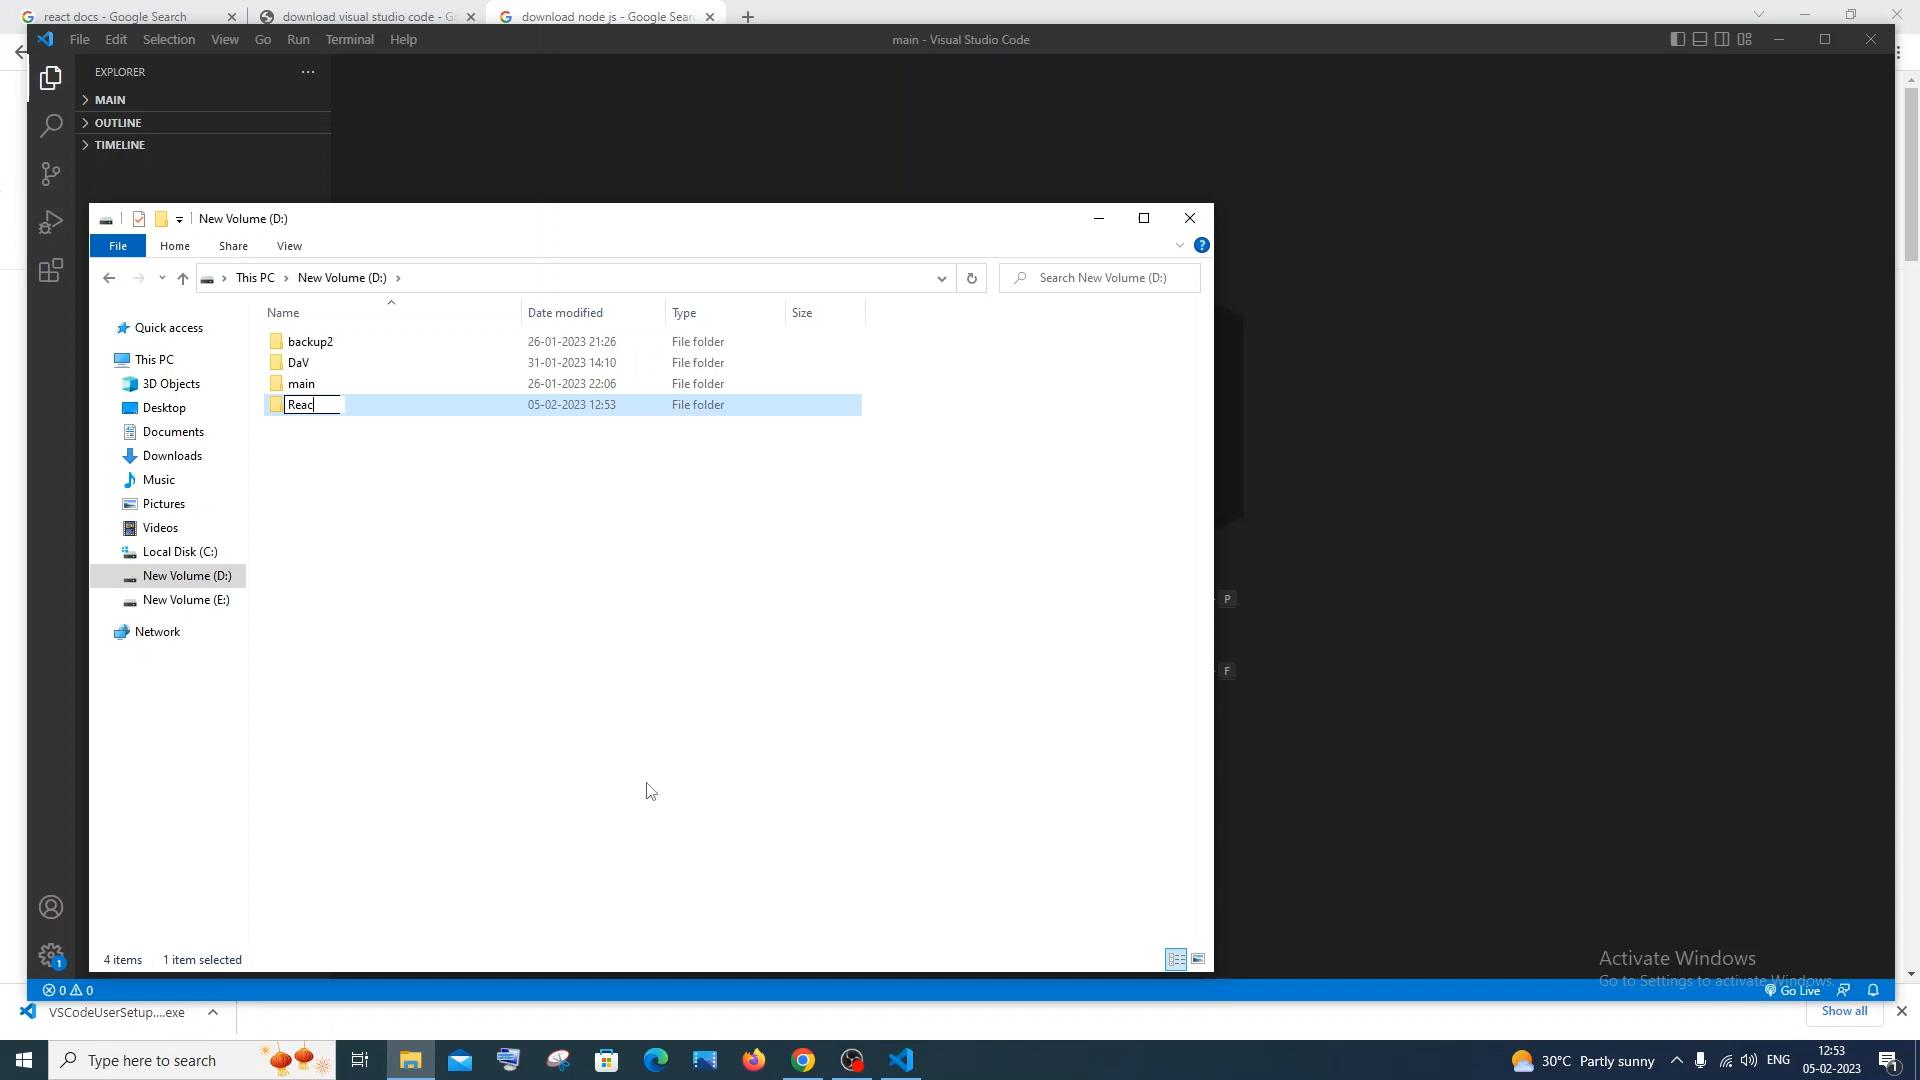 react docs - Google Search
download visual studio code - G
download node js - Google Sear
File Edit Selection View Go Run Terminal Help
main - Visual Studio Code
EXPLORER
MAIN
OUTLINE
TIMELINE
New Volume (D:)
File Home Share View
This PC New Volume (D:)
Search New Volume (D:)
Name Date modified Type Size
backup2 26-01-2023 21:26 File folder
DaV 31-01-2023 14:10 File folder
main 26-01-2023 22:06 File folder
Reac 05-02-2023 12:53 File folder
Quick access
This PC
3D Objects
Desktop
Documents
Downloads
Music
Pictures
Videos
Local Disk (C:)
New Volume (D:)
New Volume (E:)
Network
P
F
4 items 1 item selected
Activate Windows
Go to Settings to activate Windows.
0 0
Go Live
VSCodeUserSetup....exe
Show all
Type here to search
30°C Partly sunny
ENG
12:53
05-02-2023
1
1